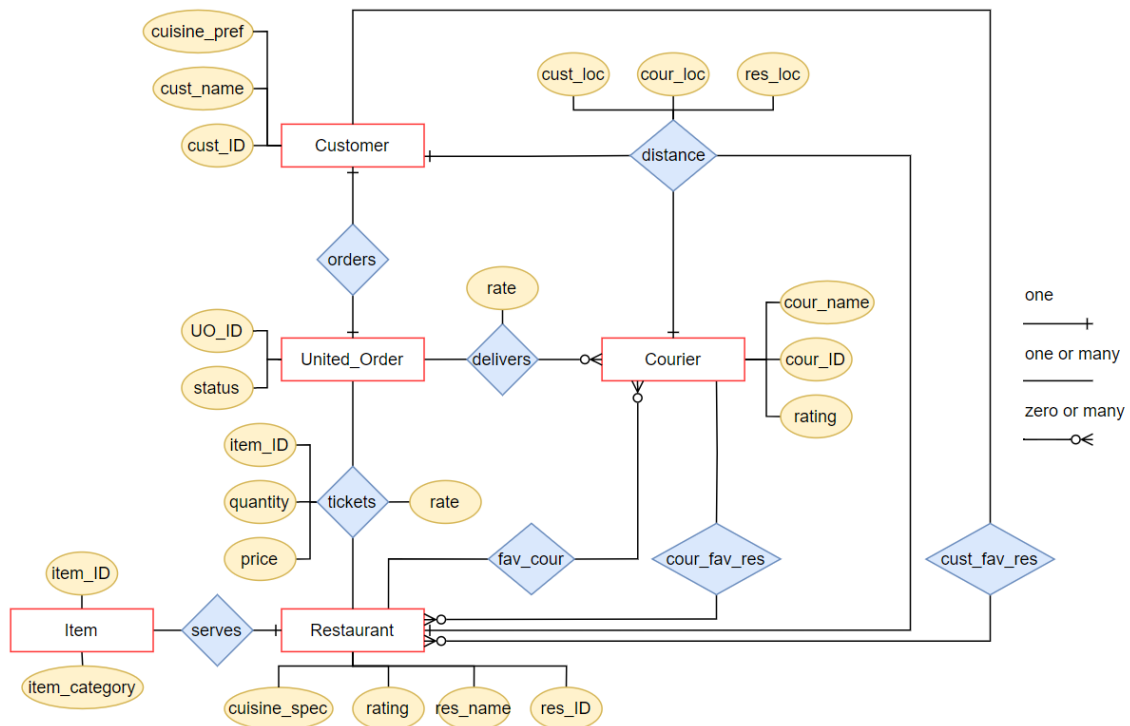 cuisine_pref
cust_name
cust_ID
Customer
cust_loc
cour_loc
res_loc
distance
orders
rate
UO_ID
status
United_Order
delivers
Courier
cour_name
cour_ID
rating
one
one or many
zero or many
item_ID
quantity
price
tickets
rate
fav_cour
cour_fav_res
cust_fav_res
item_ID
Item
item_category
serves
Restaurant
cuisine_spec
rating
res_name
res_ID